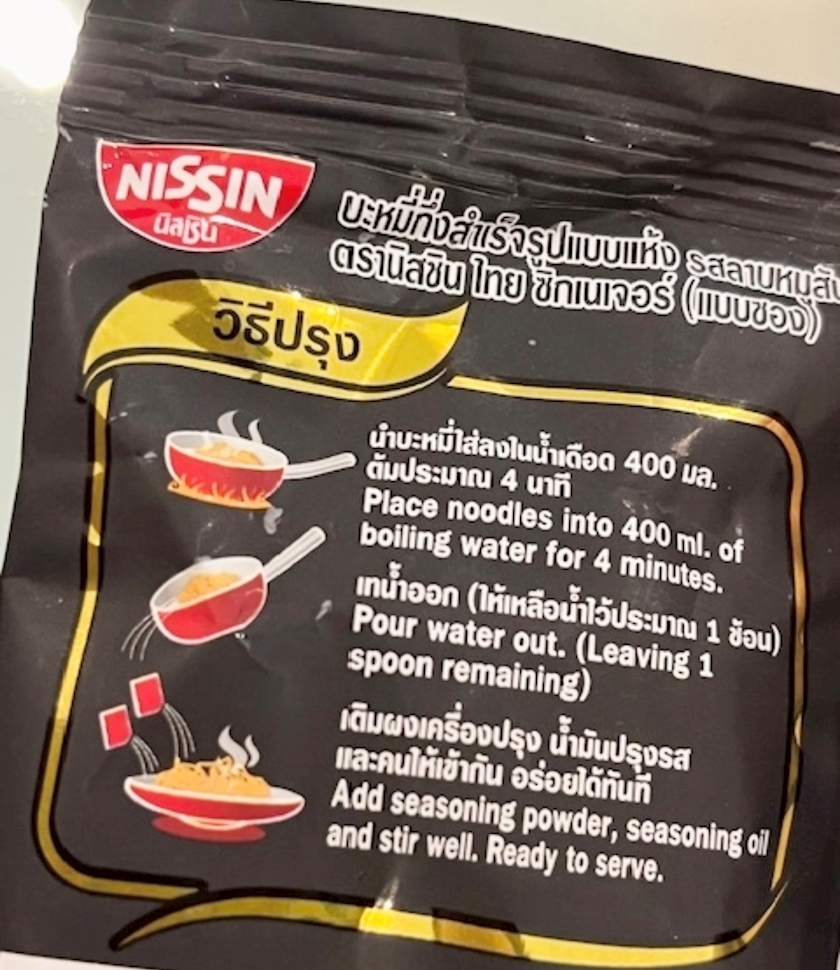 NISSIN
นิสชิน
บะหมี่กึ่งสำเร็จรูปแบบแห้ง รสลาบหมู
ตรานิสชิน ไทย ซิกเนเจอร์ (แบบซอง)
วิธีปรุง
นำบะหมี่ใส่ลงในน้ำเดือด 400 มล.
ต้มประมาณ 4 นาที
Place noodles into 400 ml. of
boiling water for 4 minutes.
เทน้ำออก (ให้เหลือน้ำไว้ประมาณ 1 ช้อน)
Pour water out. (Leaving 1
spoon remaining)
เติมผงเครื่องปรุง น้ำมันปรุงรส
และคนให้เข้ากัน อร่อยได้ทันที
Add seasoning powder, seasoning oil
and stir well. Ready to serve.